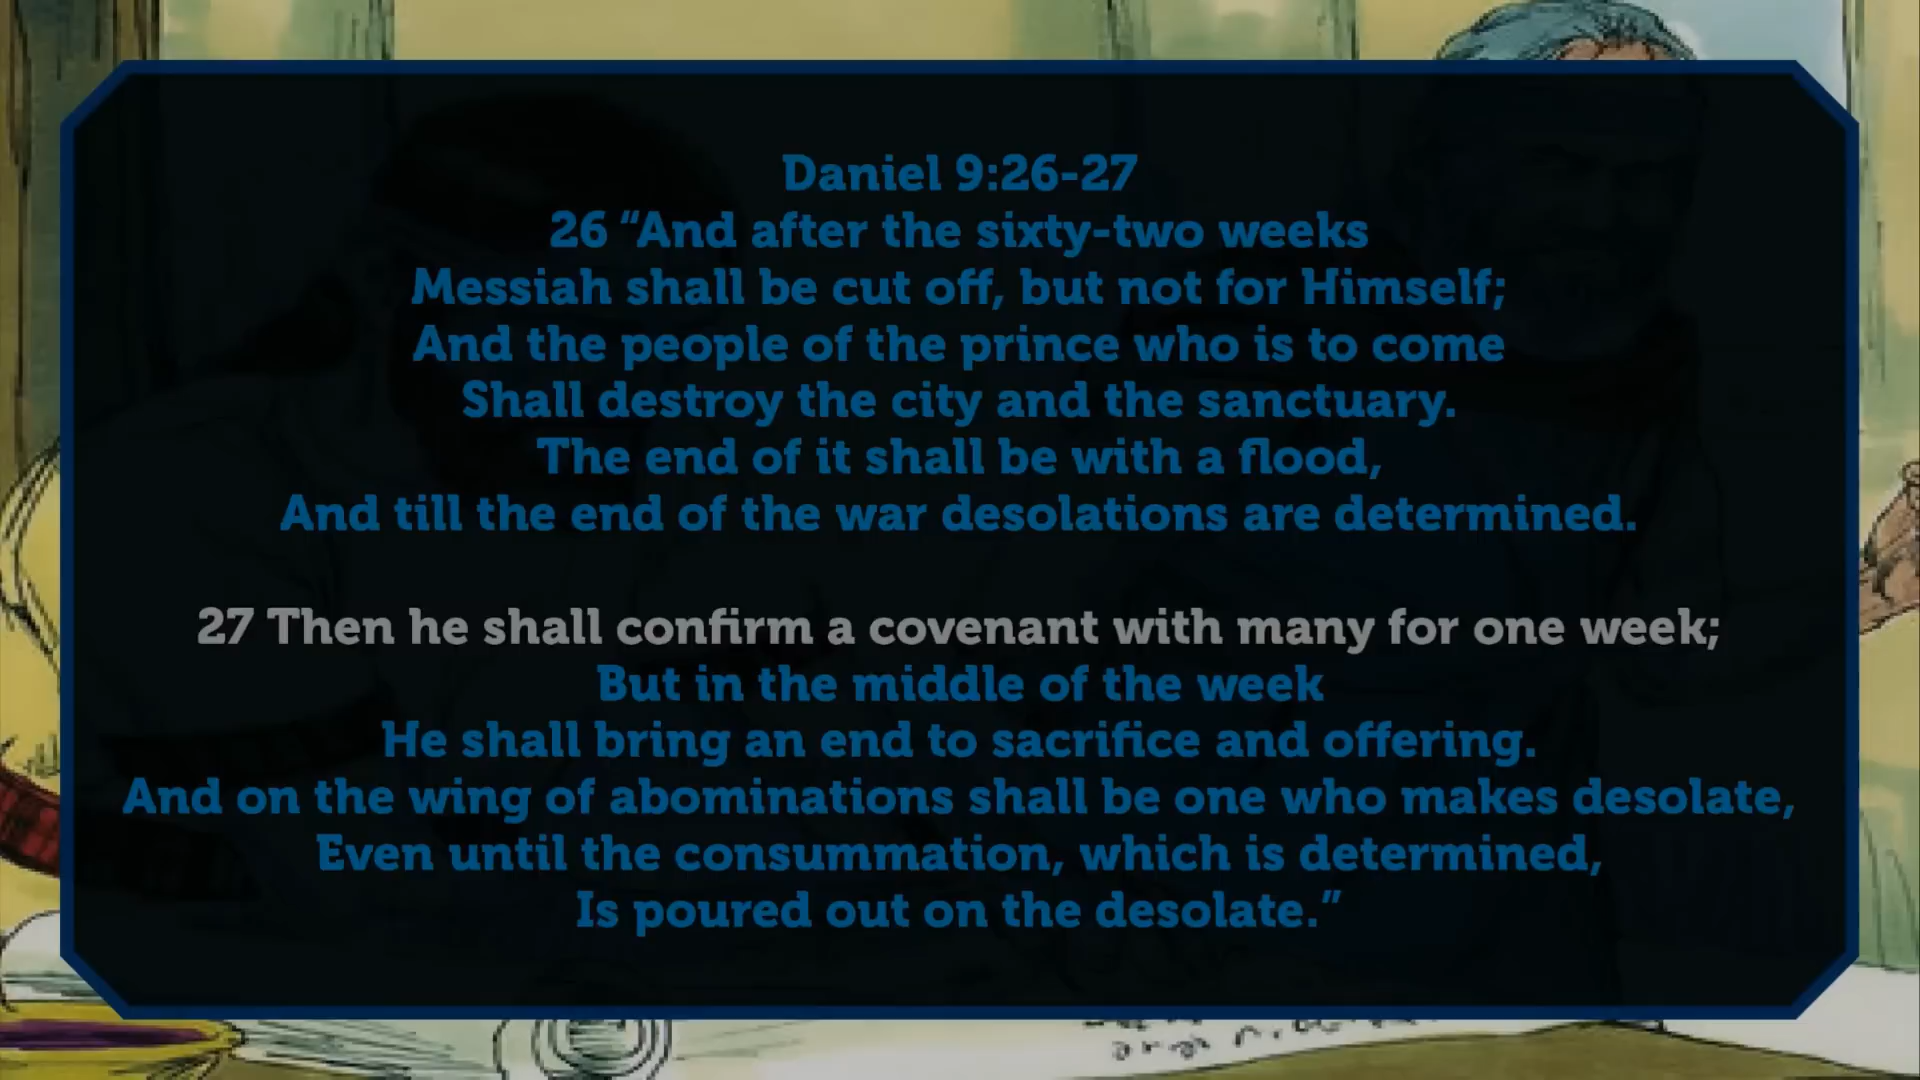 Daniel 9:26-27
26 “And after the sixty-two weeks
Messiah shall be cut off, but not for Himself;
And the people of the prince who is to come
Shall destroy the city and the sanctuary.
The end of it shall be with a flood,
And till the end of the war desolations are determined.
27 Then he shall confirm a covenant with many for one week;
But in the middle of the week
He shall bring an end to sacrifice and offering.
And on the wing of abominations shall be one who makes desolate,
Even until the consummation, which is determined,
Is poured out on the desolate.”